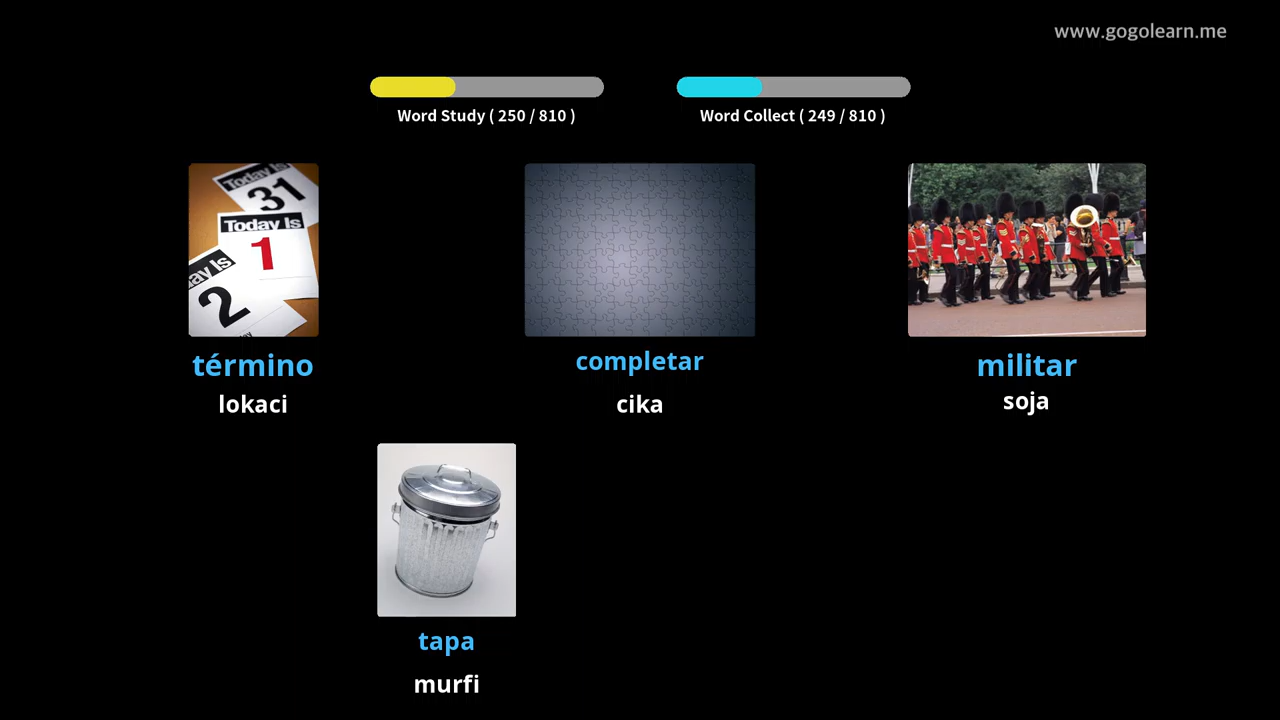 www.gogolearn.me
Word Study ( 250 / 810 )
Word Collect ( 249 / 810 )
Today Is
31
Today Is
1
ay Is
2
término
completar
militar
lokaci
cika
soja
tapa
murfi